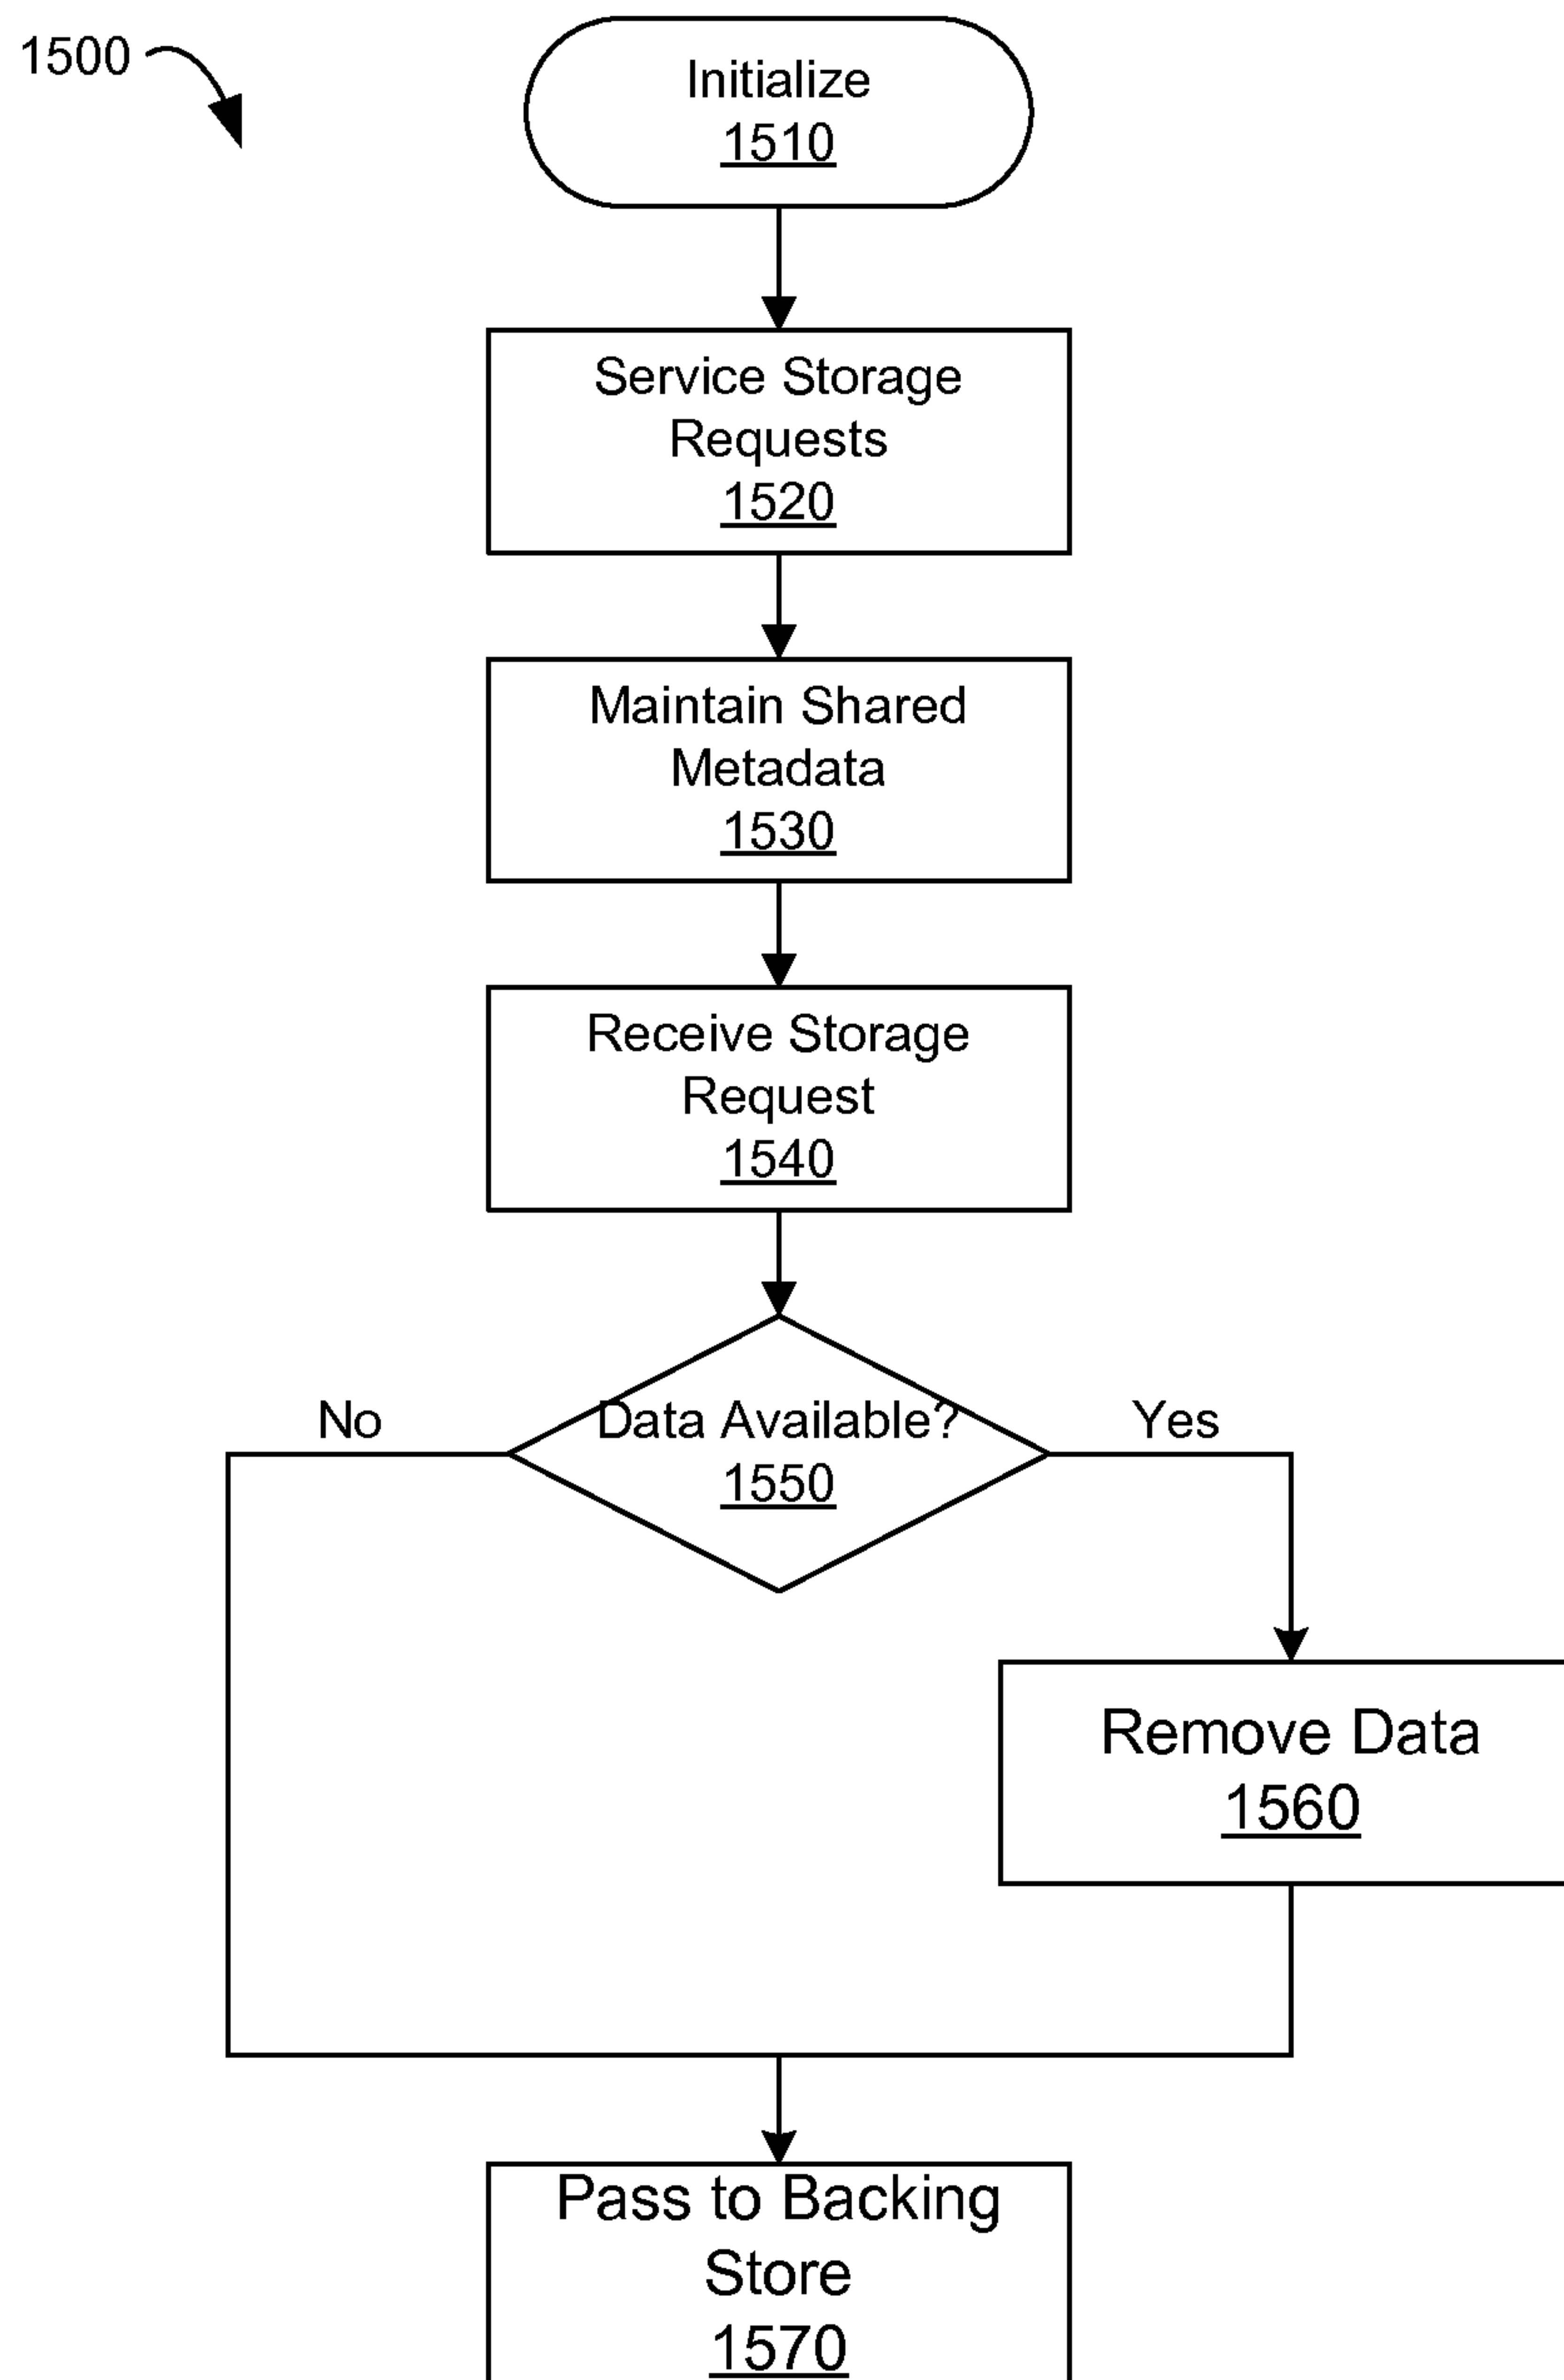 1500
Initialize
1510
Service Storage
Requests
1520
Maintain Shared
Metadata
1530
Receive Storage
Request
1540
No
Data Available?
Yes
1550
Remove Data
1560
Pass to Backing
Store
1570